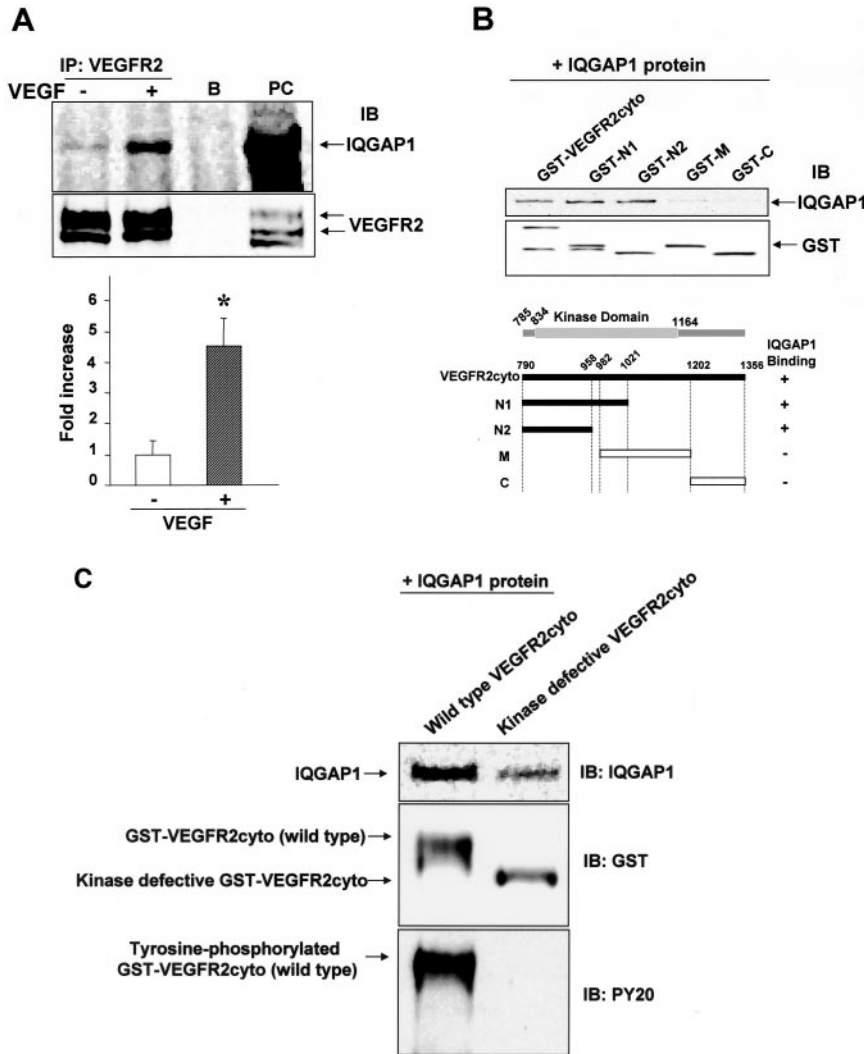 A
IP: VEGFR2
VEGF - + B PC
IB
IQGAP1
VEGFR2
*
Fold increase
6
5
4
3
2
1
0
- +
VEGF
B
+ IQGAP1 protein
GST-VEGFR2cyto
GST-N1
GST-N2
GST-M
GST-C
IB
IQGAP1
GST
785
834
Kinase Domain
1164
IQGAP1
Binding
790 958 982 1021 1202 1356
VEGFR2cyto +
N1 +
N2 +
M -
C -
C
+ IQGAP1 protein
Wild type VEGFR2cyto
Kinase defective VEGFR2cyto
IQGAP1
IB: IQGAP1
GST-VEGFR2cyto (wild type)
Kinase defective GST-VEGFR2cyto
IB: GST
Tyrosine-phosphorylated
GST-VEGFR2cyto (wild type)
IB: PY20